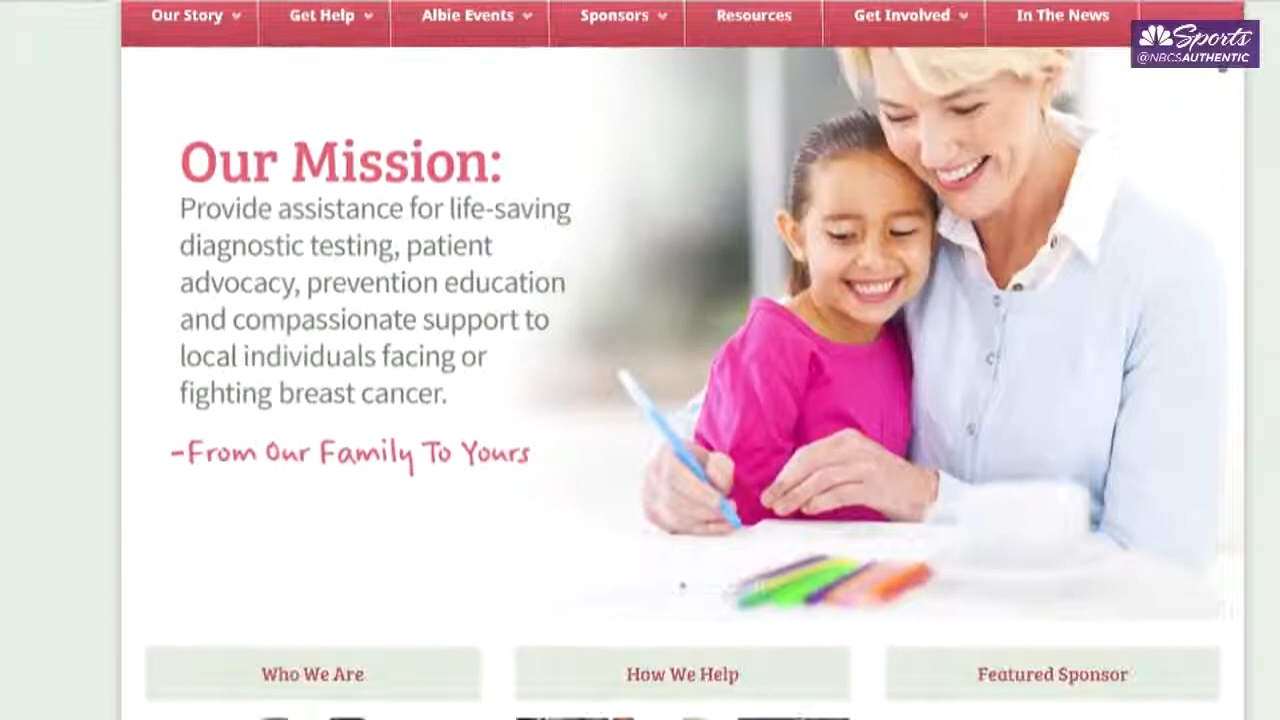 Our Story
Get Help
Albie Events
Sponsors
Resources
Get Involved
In The News
Sports
@NBCSAUTHENTIC
Our Mission:
Provide assistance for life-saving
diagnostic testing, patient
advocacy, prevention education
and compassionate support to
local individuals facing or
fighting breast cancer.
-From Our Family To Yours
Who We Are
How We Help
Featured Sponsor